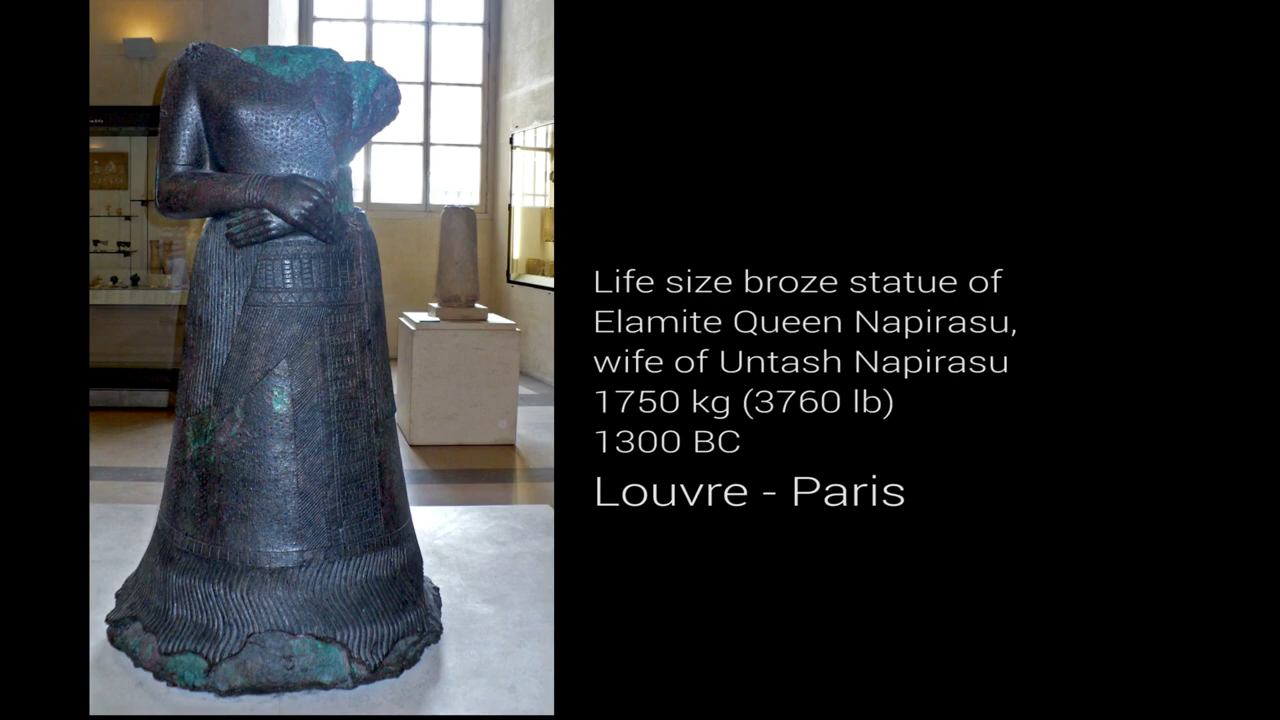 Life size broze statue of
Elamite Queen Napirasu,
wife of Untash Napirasu
1750 kg (3760 lb)
1300 BC
Louvre - Paris